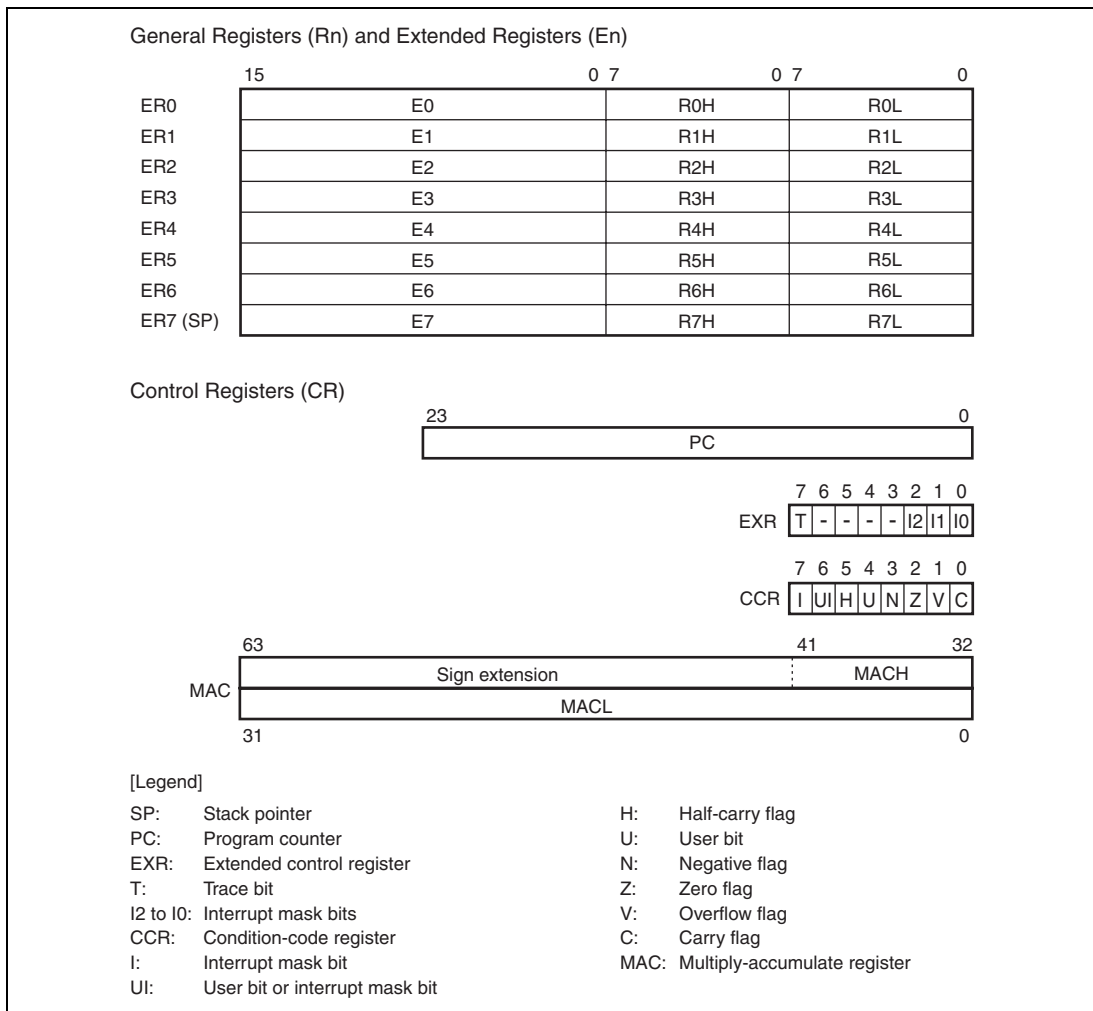 General Registers (Rn) and Extended Registers (En)
15 0 7 0 7 0
ER0 E0 R0H R0L
ER1 E1 R1H R1L
ER2 E2 R2H R2L
ER3 E3 R3H R3L
ER4 E4 R4H R4L
ER5 E5 R5H R5L
ER6 E6 R6H R6L
ER7 (SP) E7 R7H R7L
Control Registers (CR)
23 0
PC
7 6 5 4 3 2 1 0
EXR T - - - - I2 I1 I0
7 6 5 4 3 2 1 0
CCR I UI H U N Z V C
63 41 32
Sign extension MACH
MAC
MACL
31 0
[Legend]
SP: Stack pointer
PC: Program counter
EXR: Extended control register
T: Trace bit
I2 to I0: Interrupt mask bits
CCR: Condition-code register
I: Interrupt mask bit
UI: User bit or interrupt mask bit
H: Half-carry flag
U: User bit
N: Negative flag
Z: Zero flag
V: Overflow flag
C: Carry flag
MAC: Multiply-accumulate register